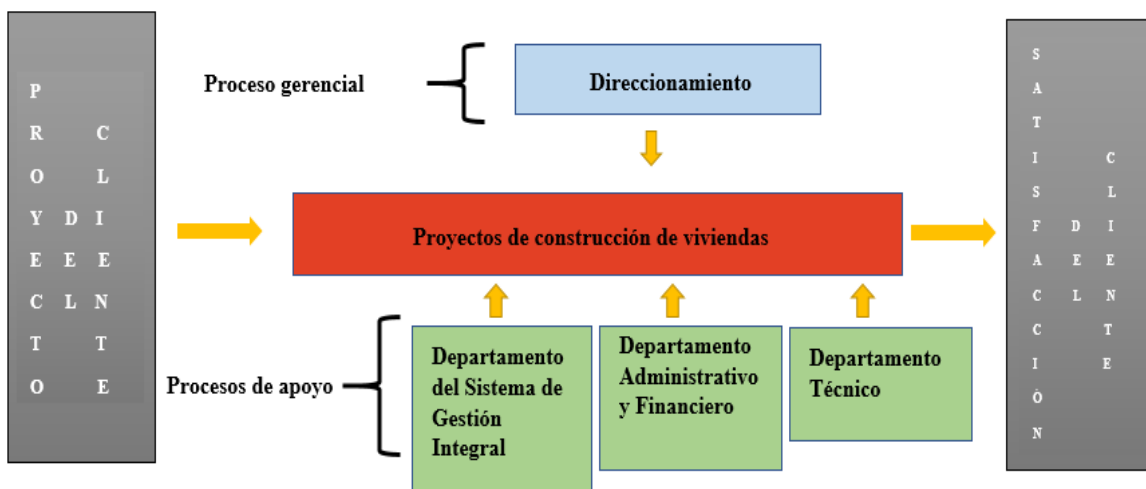 PROYECTO
DEL
CLIENTE
Proceso gerencial
Direccionamiento
Proyectos de construcción de viviendas
Procesos de apoyo
Departamento
del Sistema de
Gestión
Integral
Departamento
Administrativo
y Financiero
Departamento
Técnico
SATISFACCIÒN
DEL
CLIENTE